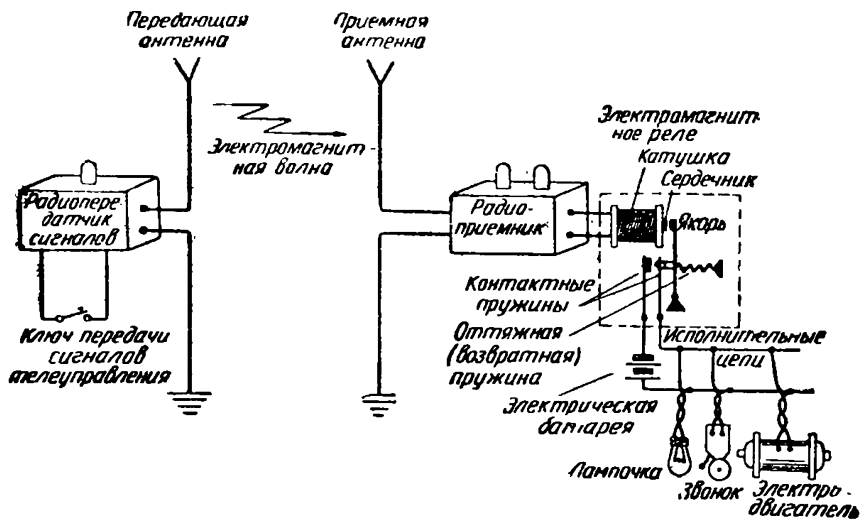 Передающая
антенна
Приемная
антенна
Электромагнит-
ная волна
Электромагнит-
ное реле
Катушка
Сердечник
Якорь
Радиопере-
датчик
сигналов
Радио-
приемник
Контактные
пружины
Ключ передачи
сигналов
телеуправления
Оттяжная
(возвратная)
пружина
Исполнительные
цепи
Электрическая
батарея
Лампочка
Звонок
Электро-
двигатель